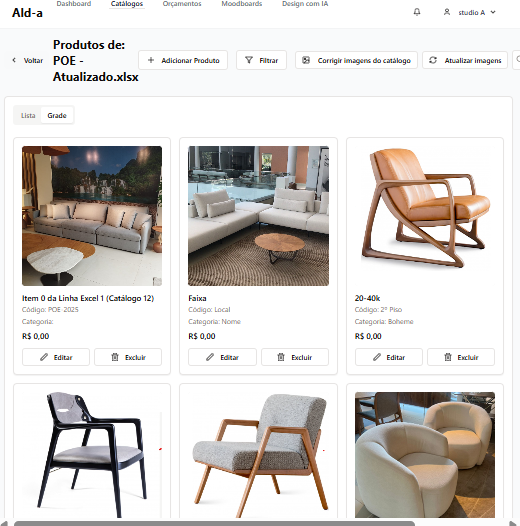 Ald-a
Dashboard
Catálogos
Orçamentos
Moodboards
Design com IA
studio A
Voltar
Produtos de:
POE -
Atualizado.xlsx
Adicionar Produto
Filtrar
Corrigir imagens do catálogo
Atualizar imagens
Lista
Grade
Item 0 da Linha Excel 1 (Catálogo 12)
Código: POE-2025
Categoria:
R$ 0,00
Editar
Excluir
Faixa
Código: Local
Categoria: Nome
R$ 0,00
Editar
Excluir
20-40k
Código: 2º Piso
Categoria: Boheme
R$ 0,00
Editar
Excluir